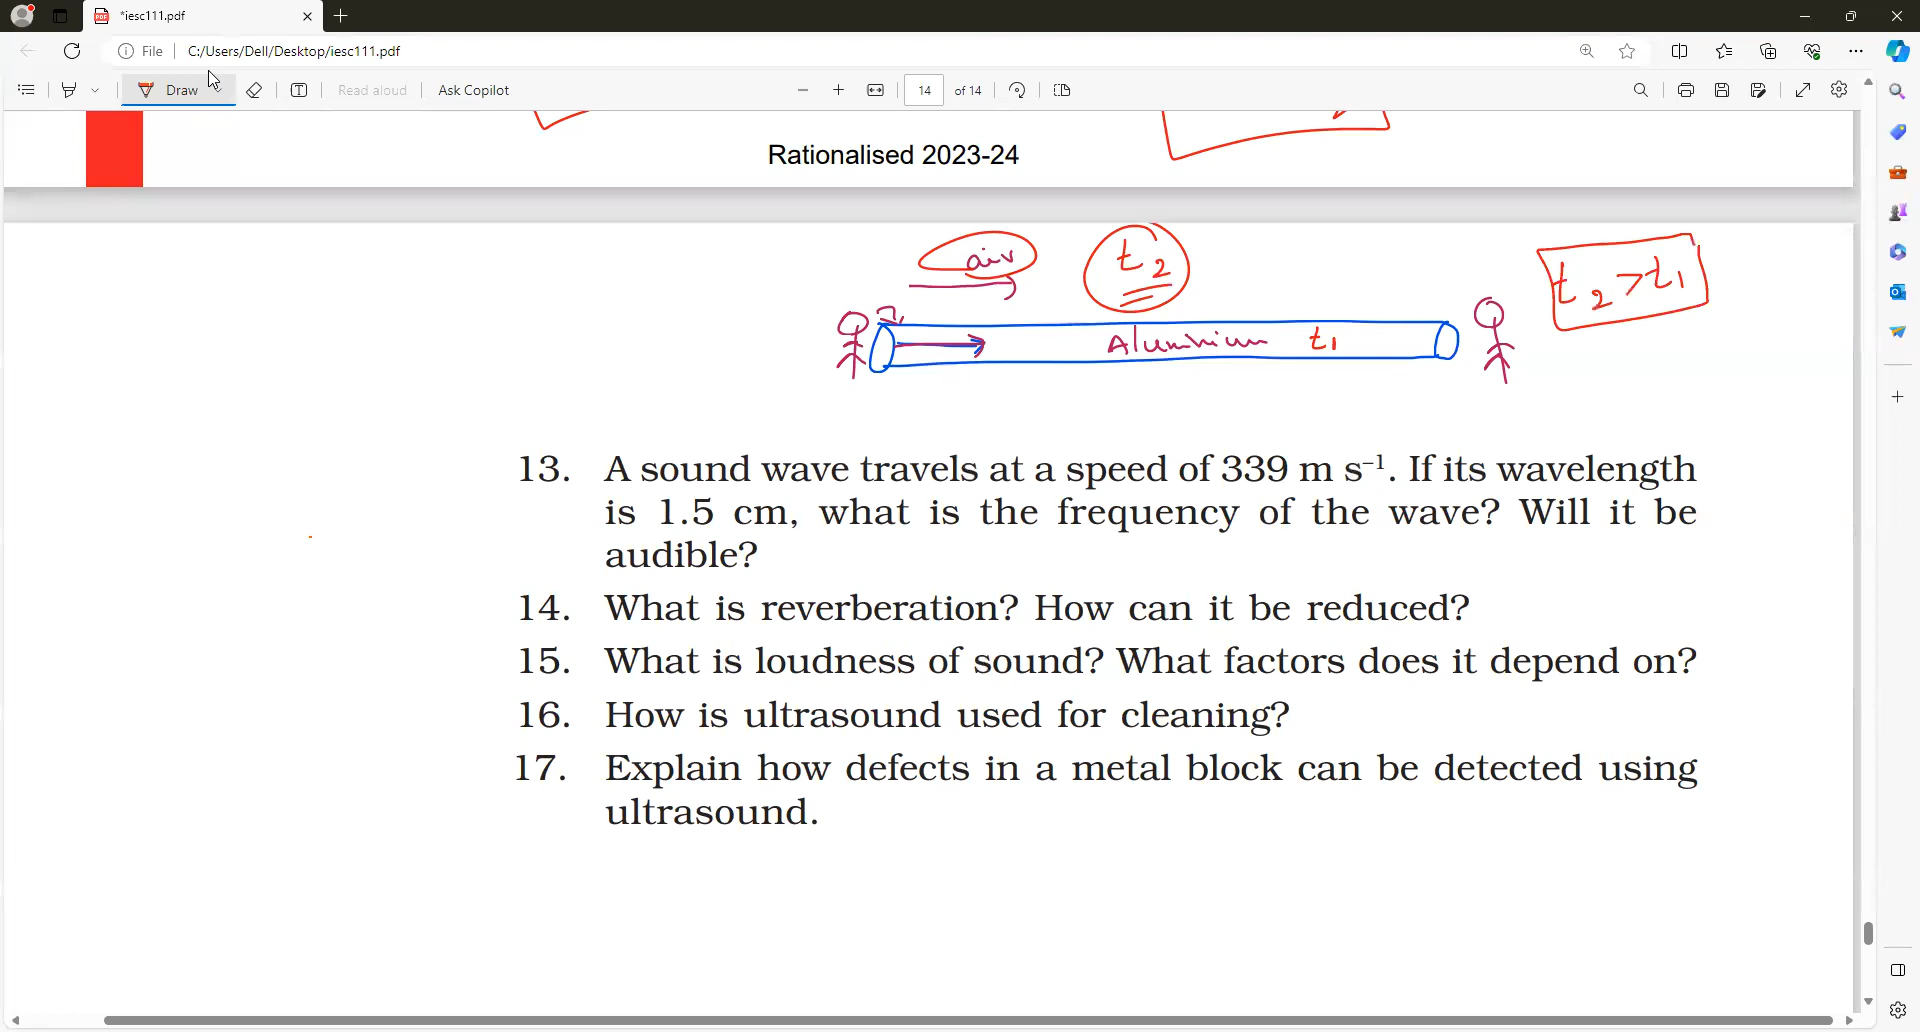 *iesc111.pdf
File
C:/Users/Dell/Desktop/iesc111.pdf
Draw
Read aloud
Ask Copilot
14
of 14
Rationalised 2023-24
air
t2
t2 > t1
Aluminium t1
13. A sound wave travels at a speed of 339 m s⁻¹. If its wavelength
is 1.5 cm, what is the frequency of the wave? Will it be
audible?
14. What is reverberation? How can it be reduced?
15. What is loudness of sound? What factors does it depend on?
16. How is ultrasound used for cleaning?
17. Explain how defects in a metal block can be detected using
ultrasound.